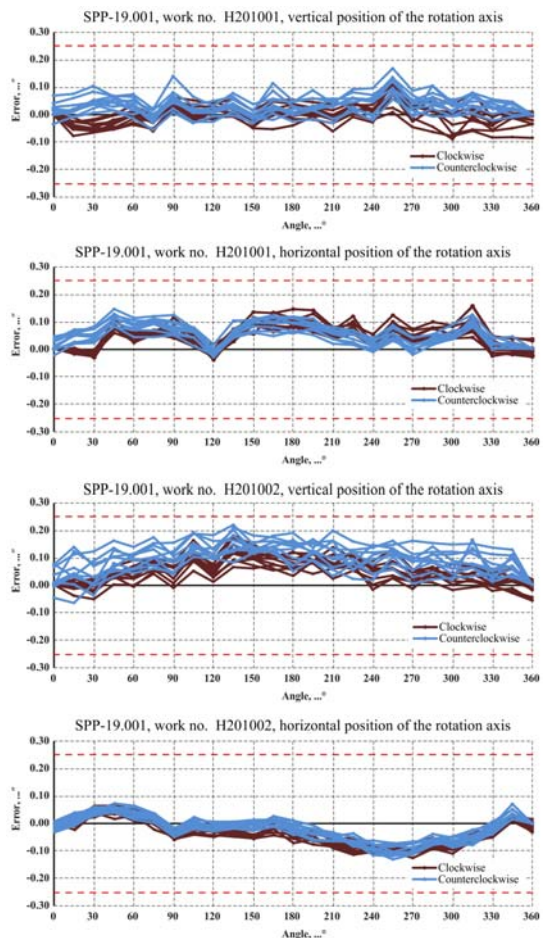 SPP-19.001, work no. H201001, vertical position of the rotation axis
0.30
0.20
0.10
0.00
-0.10
-0.20
-0.30
Error, ...°
Clockwise
Counterclockwise
0 30 60 90 120 150 180 210 240 270 300 330 360
Angle, ...°
SPP-19.001, work no. H201001, horizontal position of the rotation axis
0.30
0.20
0.10
0.00
-0.10
-0.20
-0.30
Error, ...°
Clockwise
Counterclockwise
0 30 60 90 120 150 180 210 240 270 300 330 360
Angle, ...°
SPP-19.001, work no. H201002, vertical position of the rotation axis
0.30
0.20
0.10
0.00
-0.10
-0.20
-0.30
Error, ...°
Clockwise
Counterclockwise
0 30 60 90 120 150 180 210 240 270 300 330 360
Angle, ...°
SPP-19.001, work no. H201002, horizontal position of the rotation axis
0.30
0.20
0.10
0.00
-0.10
-0.20
-0.30
Error, ...°
Clockwise
Counterclockwise
0 30 60 90 120 150 180 210 240 270 300 330 360
Angle, ...°